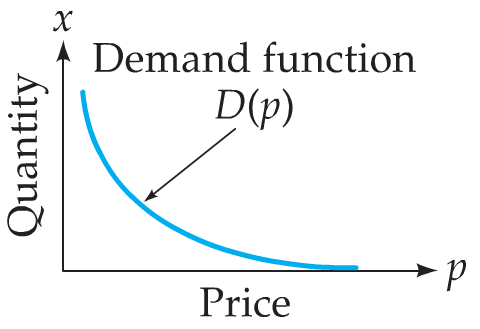 x
Demand function
D(p)
Quantity
p
Price